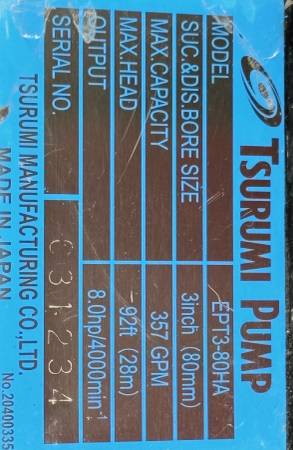 TSURUMI PUMP
MODEL EPT3-80HA
SUC.&DIS.BORE SIZE 3inch (80mm)
MAX.CAPACITY 357 GPM
MAX.HEAD 92ft (28m)
OUTPUT 8.0hp/4000min⁻¹
SERIAL NO. 631234
TSURUMI MANUFACTURING CO.,LTD.
MADE IN JAPAN
No.20400335